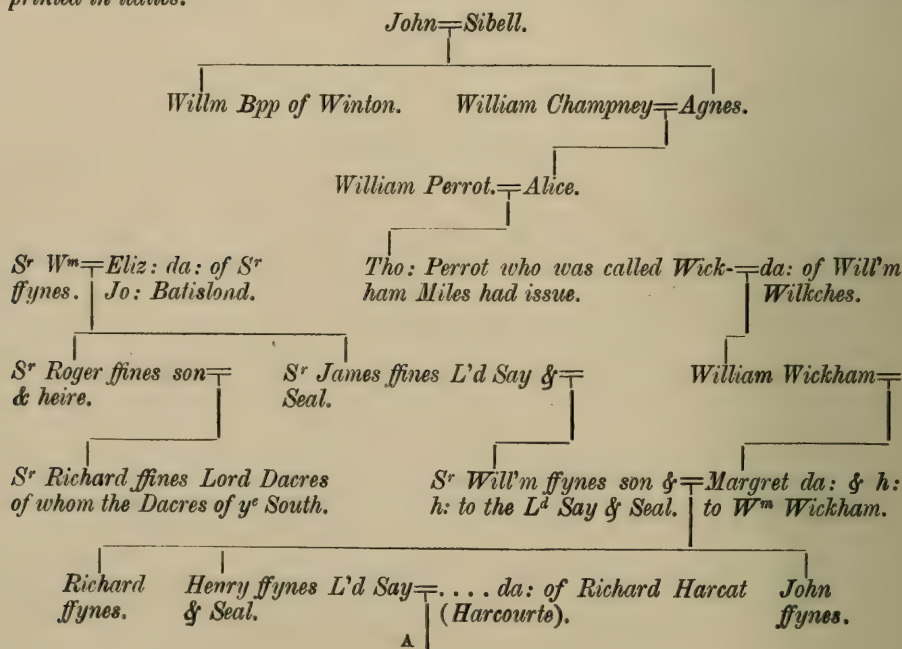 printed in italics.
John=Sibell.
Willm Bpp of Winton. William Champney=Agnes.
William Perrot.=Alice.
Sr Wm=Eliz: da: of Sr Tho: Perrot who was called Wick-=da: of Will'm
ffynes. Jo: Batislond. ham Miles had issue. Wilkches.
Sr Roger ffines son= Sr James ffines L'd Say &= William Wickham=
& heire. Seal.
Sr Richard ffines Lord Dacres Sr Will'm ffynes son &=Margret da: & h:
of whom the Dacres of ye South. h: to the Ld Say & Seal. to Wm Wickham.
Richard Henry ffynes L'd Say=.... da: of Richard Harcat John
ffynes. & Seal. (Harcourte). ffynes.
A